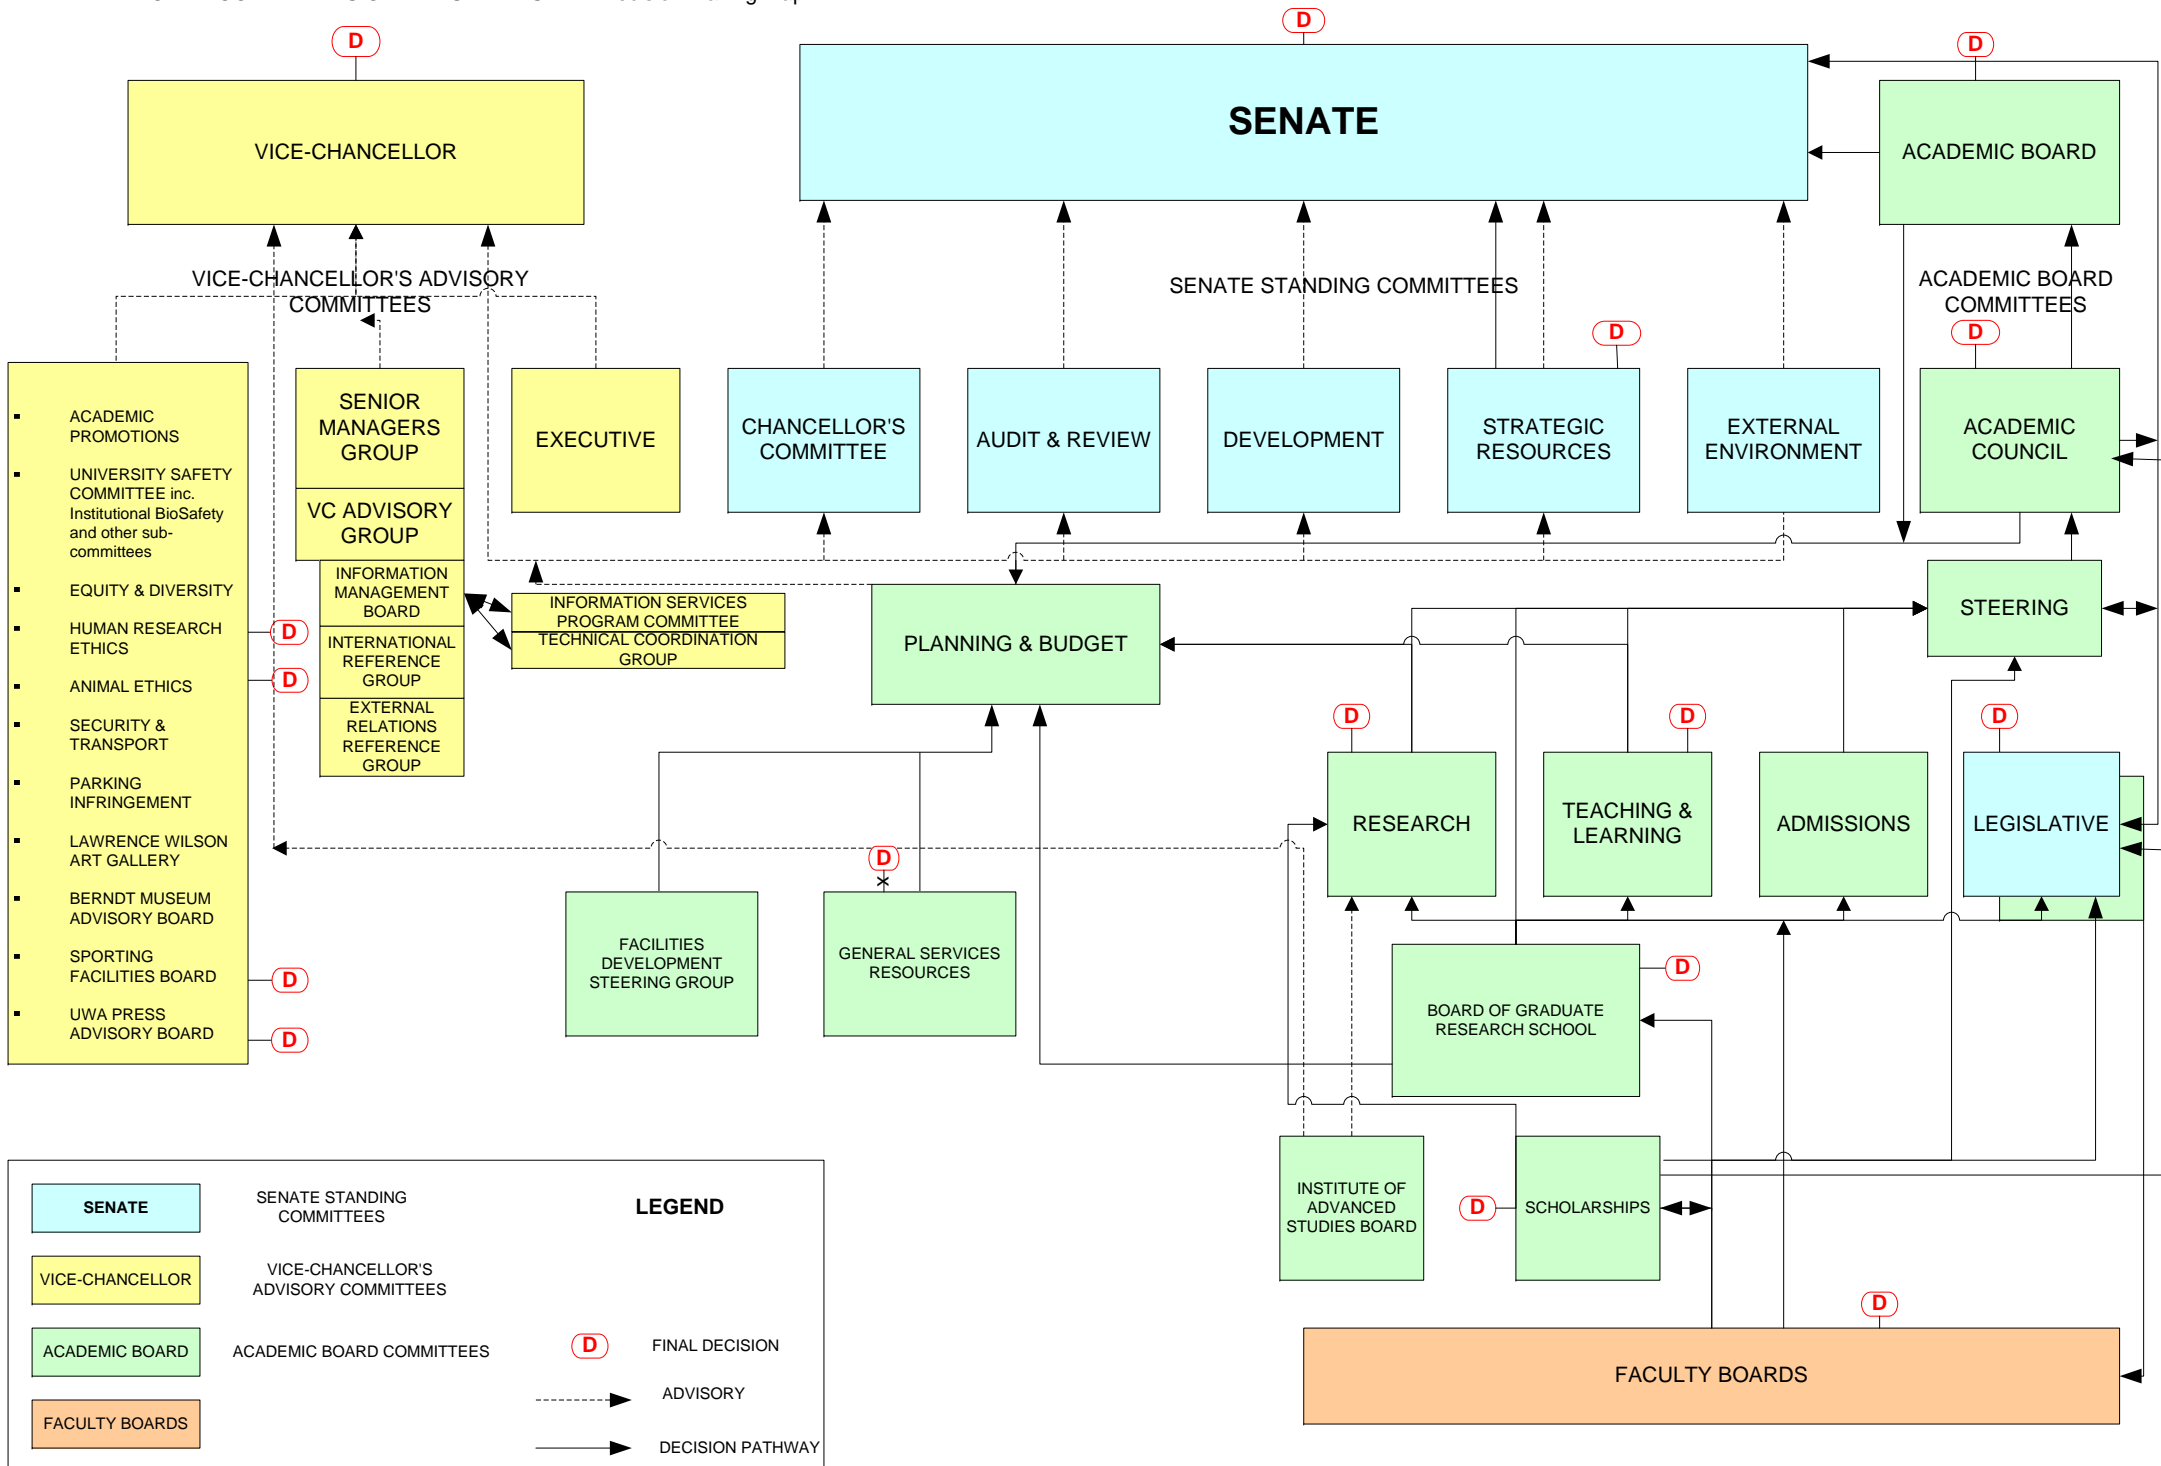 D
D
D
VICE-CHANCELLOR
SENATE
ACADEMIC BOARD
VICE-CHANCELLOR'S ADVISORY
COMMITTEES
SENATE STANDING COMMITTEES
ACADEMIC BOARD
COMMITTEES
D
D
▪ ACADEMIC
PROMOTIONS
▪ UNIVERSITY SAFETY
COMMITTEE inc.
Institutional BioSafety
and other sub-
committees
▪ EQUITY & DIVERSITY
▪ HUMAN RESEARCH
ETHICS
D
▪ ANIMAL ETHICS
D
▪ SECURITY &
TRANSPORT
▪ PARKING
INFRINGEMENT
▪ LAWRENCE WILSON
ART GALLERY
▪ BERNDT MUSEUM
ADVISORY BOARD
▪ SPORTING
FACILITIES BOARD
D
▪ UWA PRESS
ADVISORY BOARD
D
SENIOR
MANAGERS
GROUP
VC ADVISORY
GROUP
INFORMATION
MANAGEMENT
BOARD
INTERNATIONAL
REFERENCE
GROUP
EXTERNAL
RELATIONS
REFERENCE
GROUP
EXECUTIVE
INFORMATION SERVICES
PROGRAM COMMITTEE
TECHNICAL COORDINATION
GROUP
CHANCELLOR'S
COMMITTEE
AUDIT & REVIEW
DEVELOPMENT
STRATEGIC
RESOURCES
EXTERNAL
ENVIRONMENT
ACADEMIC
COUNCIL
PLANNING & BUDGET
STEERING
D
D
D
RESEARCH
TEACHING &
LEARNING
ADMISSIONS
LEGISLATIVE
D
x
FACILITIES
DEVELOPMENT
STEERING GROUP
GENERAL SERVICES
RESOURCES
BOARD OF GRADUATE
RESEARCH SCHOOL
D
INSTITUTE OF
ADVANCED
STUDIES BOARD
D
SCHOLARSHIPS
D
FACULTY BOARDS
SENATE
SENATE STANDING
COMMITTEES
LEGEND
VICE-CHANCELLOR
VICE-CHANCELLOR'S
ADVISORY COMMITTEES
ACADEMIC BOARD
ACADEMIC BOARD COMMITTEES
D
FINAL DECISION
ADVISORY
FACULTY BOARDS
DECISION PATHWAY